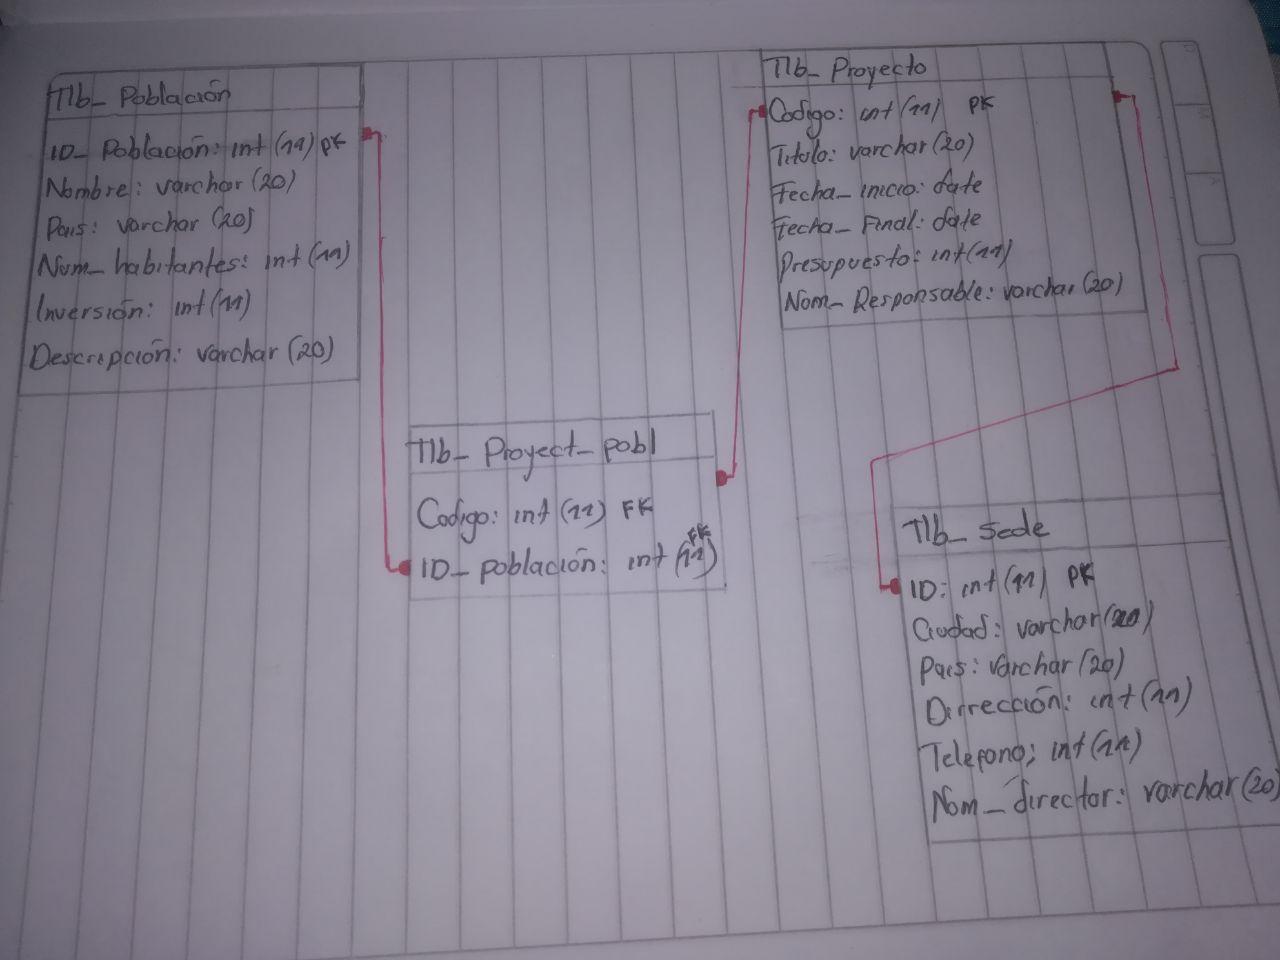 Tlb_ Población
ID_ Población: int (11) PK
Nombre: varchar (20)
Pais: varchar (20)
Num_ habitantes: int (11)
Inversión: int (11)
Descripción: varchar (20)
Tlb_ Proyecto
Codigo: int (11) PK
Titulo: varchar (20)
Fecha_ inicio: date
Fecha_ Final: date
Presupuesto: int (11)
Nom_ Responsable: varchar (20)
Tlb_ Proyect_ pobl
Codigo: int (11) FK
ID_ población: int (11) FK
Tlb_ Sede
ID: int (11) PK
Ciudad: varchar (20)
Pais: varchar (20)
Dirrección: int (11)
Telefono: int (11)
Nom_ director: varchar (20)